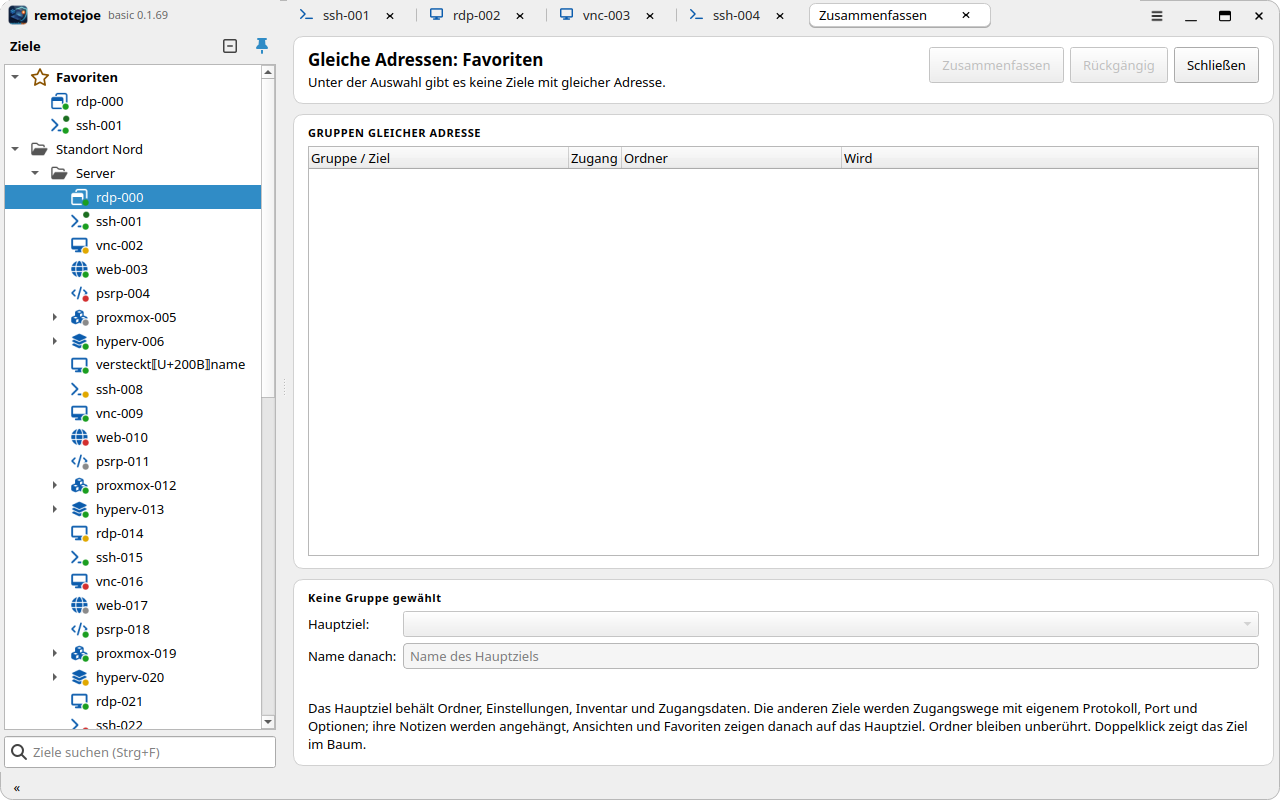 remotejoe basic 0.1.69
ssh-001
rdp-002
vnc-003
ssh-004
Zusammenfassen
Ziele
Favoriten
rdp-000
ssh-001
Standort Nord
Server
rdp-000
ssh-001
vnc-002
web-003
psrp-004
proxmox-005
hyperv-006
versteckt⟦U+200B⟧name
ssh-008
vnc-009
web-010
psrp-011
proxmox-012
hyperv-013
rdp-014
ssh-015
vnc-016
web-017
psrp-018
proxmox-019
hyperv-020
rdp-021
ssh-022
Ziele suchen (Strg+F)
«
Gleiche Adressen: Favoriten
Unter der Auswahl gibt es keine Ziele mit gleicher Adresse.
Zusammenfassen
Rückgängig
Schließen
GRUPPEN GLEICHER ADRESSE
Gruppe / Ziel
Zugang
Ordner
Wird
Keine Gruppe gewählt
Hauptziel:
Name danach:
Name des Hauptziels
Das Hauptziel behält Ordner, Einstellungen, Inventar und Zugangsdaten. Die anderen Ziele werden Zugangswege mit eigenem Protokoll, Port und
Optionen; ihre Notizen werden angehängt, Ansichten und Favoriten zeigen danach auf das Hauptziel. Ordner bleiben unberührt. Doppelklick zeigt das Ziel
im Baum.